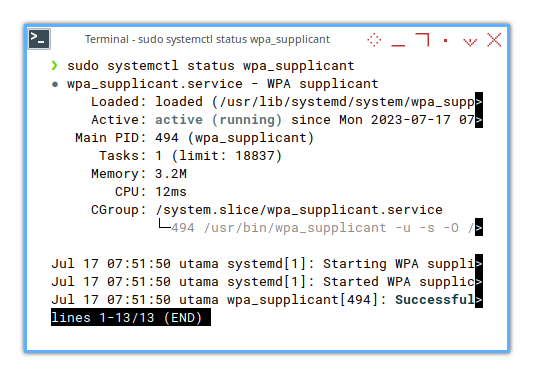 >_ Terminal - sudo systemctl status wpa_supplicant
❯ sudo systemctl status wpa_supplicant
● wpa_supplicant.service - WPA supplicant
     Loaded: loaded (/usr/lib/systemd/system/wpa_supp>
     Active: active (running) since Mon 2023-07-17 07>
   Main PID: 494 (wpa_supplicant)
      Tasks: 1 (limit: 18837)
     Memory: 3.2M
        CPU: 12ms
     CGroup: /system.slice/wpa_supplicant.service
             └─494 /usr/bin/wpa_supplicant -u -s -O />
Jul 17 07:51:50 utama systemd[1]: Starting WPA suppli>
Jul 17 07:51:50 utama systemd[1]: Started WPA supplic>
Jul 17 07:51:50 utama wpa_supplicant[494]: Successful>
lines 1-13/13 (END)